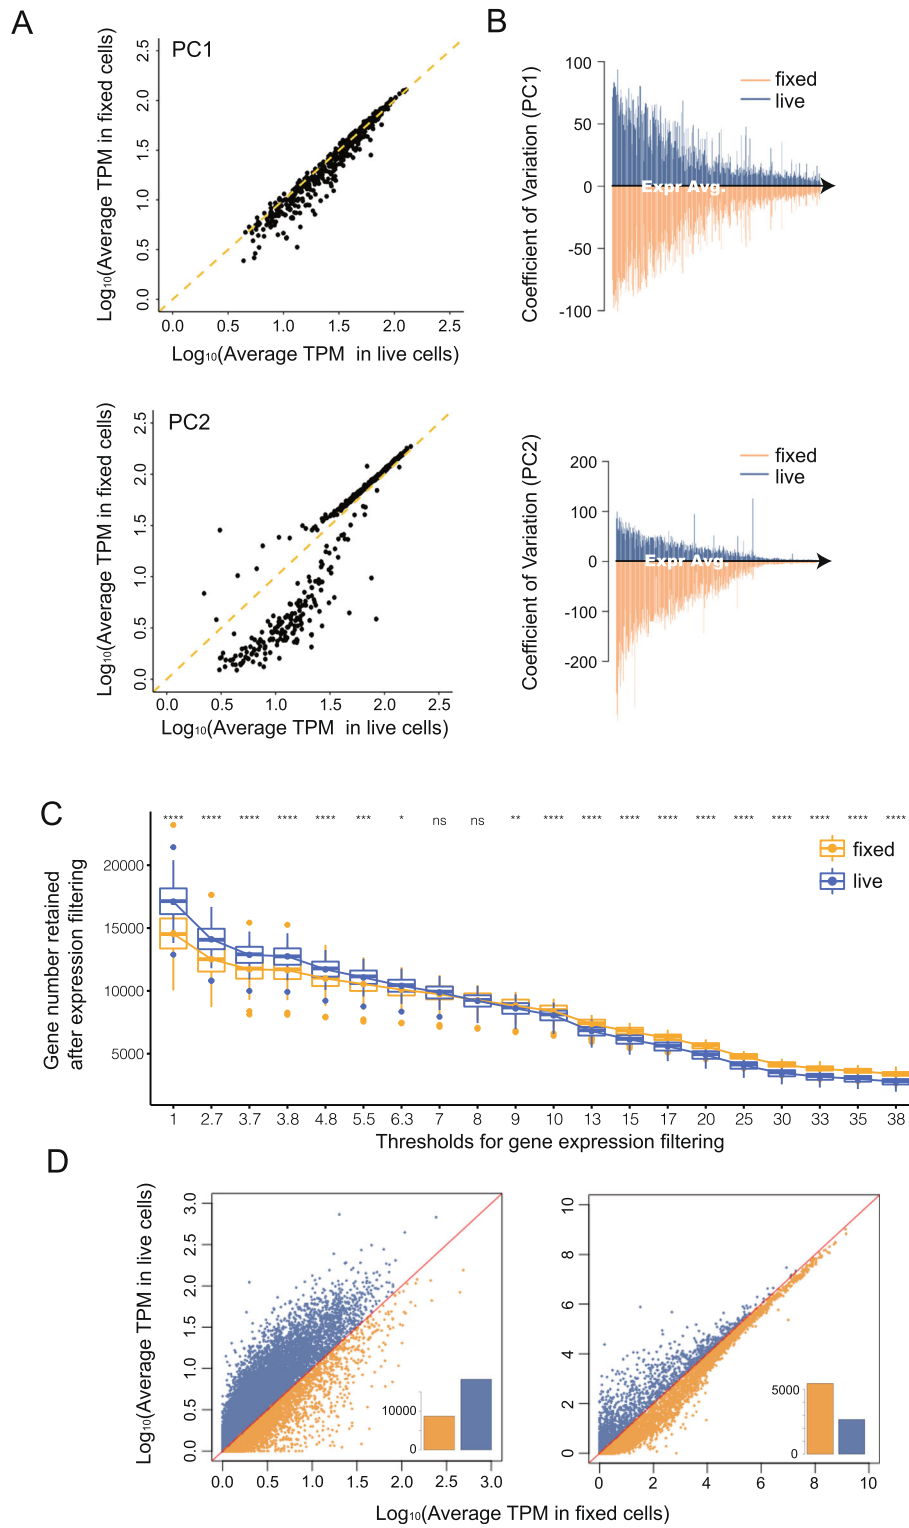 A
PC1
Log10(Average TPM in fixed cells)
2.5
2.0
1.5
1.0
0.5
0.0
0.0 0.5 1.0 1.5 2.0 2.5
Log10(Average TPM in live cells)
B
Coefficient of Variation (PC1)
100
50
0
-50
-100
fixed
live
Expr Avg.
PC2
Log10(Average TPM in fixed cells)
2.5
2.0
1.5
1.0
0.5
0.0
0.0 0.5 1.0 1.5 2.0 2.5
Log10(Average TPM in live cells)
Coefficient of Variation (PC2)
200
100
0
-100
-200
fixed
live
Expr Avg.
C
**** **** **** **** **** *** * ns ns ** **** **** **** **** **** **** **** **** **** ****
Gene number retained
after expression filtering
20000
15000
10000
5000
fixed
live
1 2.7 3.7 3.8 4.8 5.5 6.3 7 8 9 10 13 15 17 20 25 30 33 35 38
Thresholds for gene expression filtering
D
Log10(Average TPM in live cells)
3.0
2.5
2.0
1.5
1.0
0.5
0.0
10000
0
0.0 0.5 1.0 1.5 2.0 2.5 3.0
10
8
6
4
2
0
5000
0
0 2 4 6 8 10
Log10(Average TPM in fixed cells)